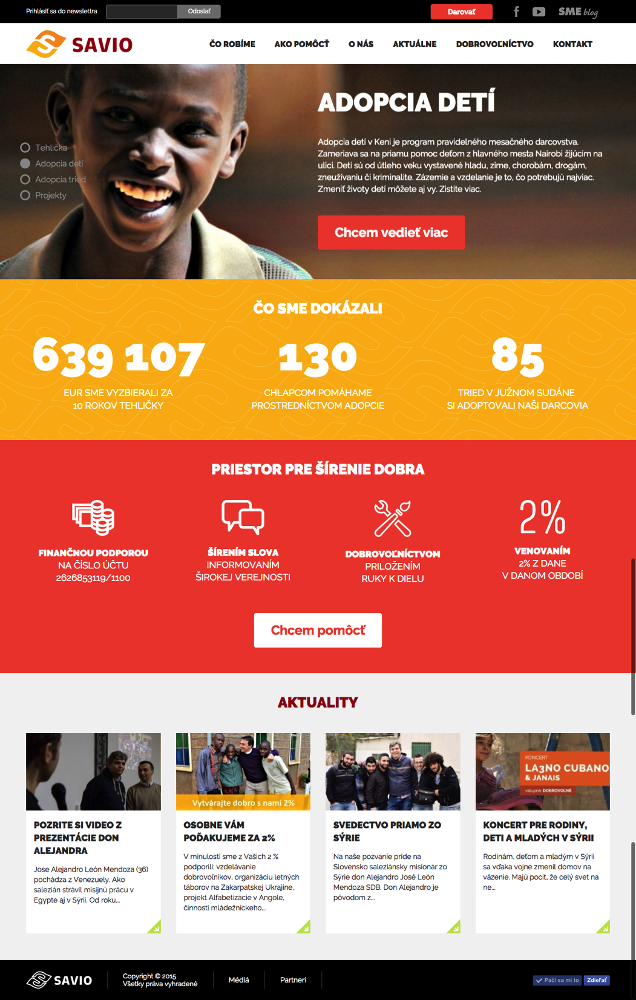 Prihlásiť sa do newslettra
Odoslať
Darovať
SME blog
SAVIO
ČO ROBÍME
AKO POMÔCŤ
O NÁS
AKTUÁLNE
DOBROVOĽNÍCTVO
KONTAKT
Tehlička
Adopcia detí
Adopcia tried
Projekty
ADOPCIA DETÍ
Adopcia detí v Keni je program pravidelného mesačného darcovstva.
Zameriava sa na priamu pomoc deťom z hlavného mesta Nairobi žijúcim na
ulici. Deti sú od útleho veku vystavené hladu, zime, chorobám, drogám,
zneužívaniu či kriminalite. Zázemie a vzdelanie je to, čo potrebujú najviac.
Zmeniť životy detí môžete aj vy. Zistite viac.
Chcem vedieť viac
ČO SME DOKÁZALI
639 107
EUR SME VYZBIERALI ZA
10 ROKOV TEHLIČKY
130
CHLAPCOM POMÁHAME
PROSTREDNÍCTVOM ADOPCIE
85
TRIED V JUŽNOM SUDÁNE
SI ADOPTOVALI NAŠI DARCOVIA
PRIESTOR PRE ŠÍRENIE DOBRA
FINANČNOU PODPOROU
NA ČÍSLO ÚČTU
2626853119/1100
ŠÍRENÍM SLOVA
INFORMOVANÍM
ŠIROKEJ VEREJNOSTI
DOBROVOĽNÍCTVOM
PRILOŽENÍM
RUKY K DIELU
2%
VENOVANÍM
2% Z DANE
V DANOM OBDOBÍ
Chcem pomôcť
AKTUALITY
POZRITE SI VIDEO Z
PREZENTÁCIE DON
ALEJANDRA
Jose Alejandro León Mendoza (36)
pochádza z Venezuely. Ako
salezián strávil misijnú prácu v
Egypte aj v Sýrii. Od roku...
Vytvárajte dobro s nami 2%
OSOBNE VÁM
POĎAKUJEME ZA 2%
V minulosti sme z Vašich 2 %
podporili: vzdelávanie
dobrovoľníkov, organizáciu letných
táborov na Zakarpatskej Ukrajine,
projekt Alfabetizácie v Angole,
činnosti mládežníckeho...
SVEDECTVO PRIAMO ZO
SÝRIE
Na naše pozvanie príde na
Slovensko saleziánsky misionár zo
Sýrie don Alejandro José León
Mendoza SDB. Don Alejandro je
pôvodom z...
KONCERT
LA3NO CUBANO
& JANAIS
vstupné: DOBROVOĽNÉ
KONCERT PRE RODINY,
DETI A MLADÝCH V SÝRII
Rodinám, deťom a mladým v Sýrii
sa vďaka vojne zmenil domov na
väzenie. Majú pocit, že celý svet na
ne...
SAVIO
Copyright © 2015
Všetky práva vyhradené
Médiá
Partneri
Páči sa mi to
Zdieľať